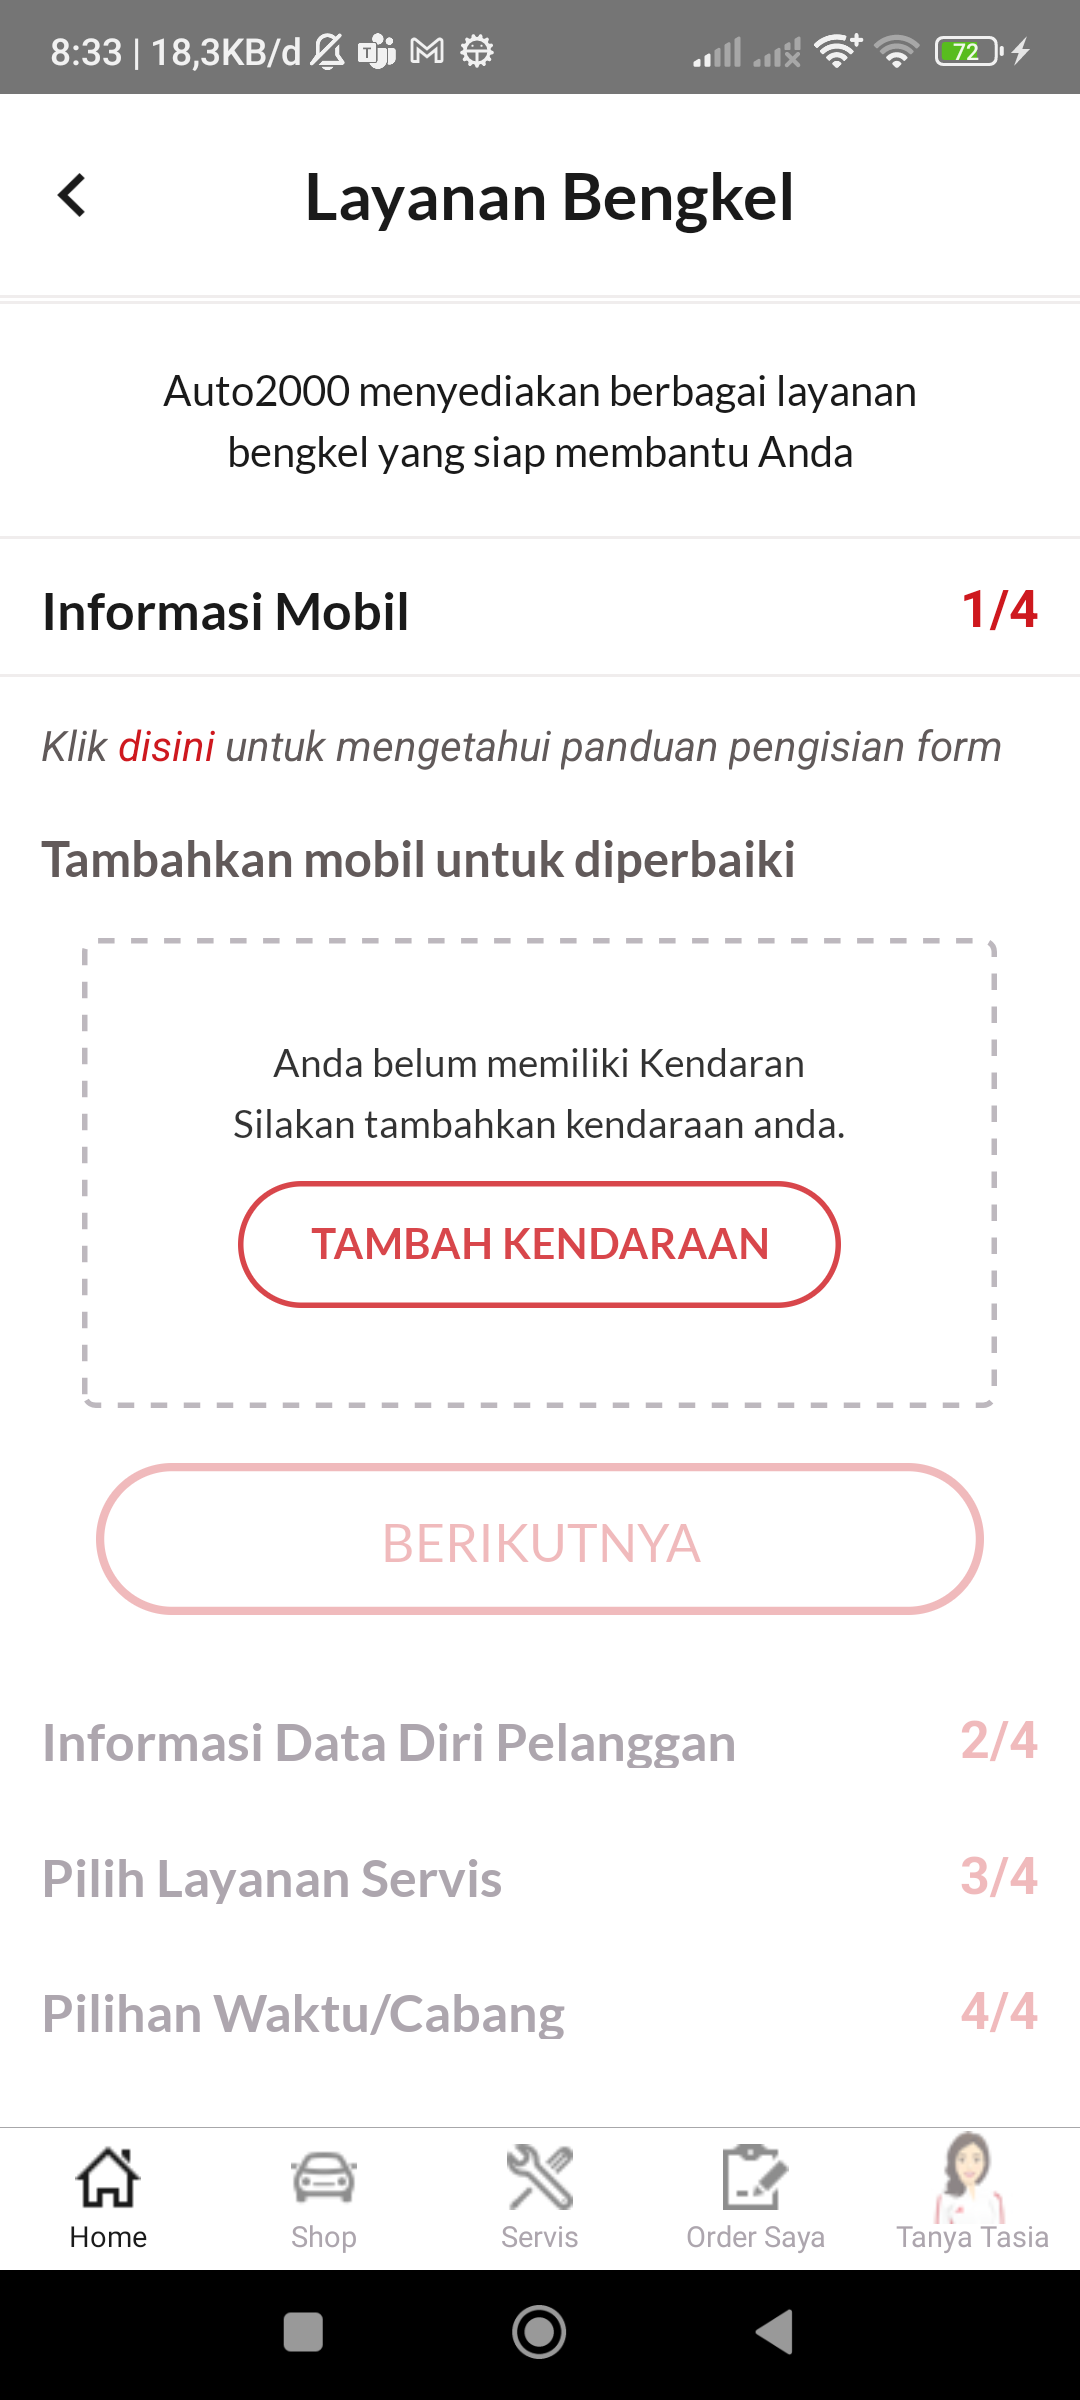 8:33 | 18,3KB/d
72
Layanan Bengkel
Auto2000 menyediakan berbagai layanan
bengkel yang siap membantu Anda
Informasi Mobil 1/4
Klik disini untuk mengetahui panduan pengisian form
Tambahkan mobil untuk diperbaiki
Anda belum memiliki Kendaran
Silakan tambahkan kendaraan anda.
TAMBAH KENDARAAN
BERIKUTNYA
Informasi Data Diri Pelanggan 2/4
Pilih Layanan Servis 3/4
Pilihan Waktu/Cabang 4/4
Home Shop Servis Order Saya Tanya Tasia